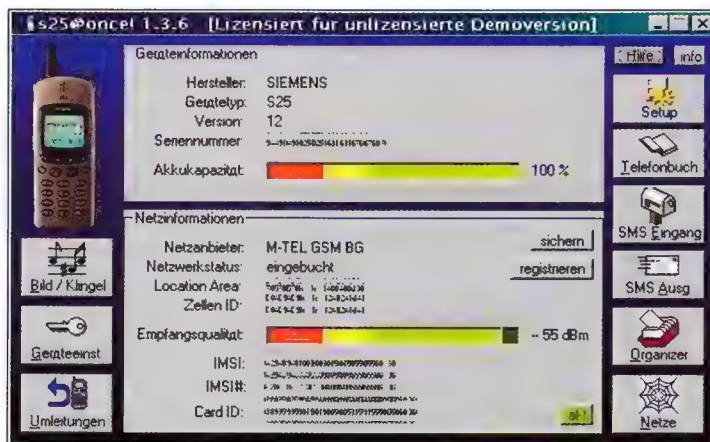 s25@once! 1.3.6 [Lizensiert für unlizensierte Demoversion]
Geräteinformationen
Hilfe info
Hersteller: SIEMENS
Gerätetyp: S25
Version: 12
Seriennummer:
Akkukapazität: 100 %
Setup
Telefonbuch
SMS Eingang
SMS Ausg
Organizer
Netze
Bild / Klingel
Geräteeinst
Umleitungen
Netzinformationen
Netzanbieter: M-TEL GSM BG
sichern
Netzwerkstatus: eingebucht
registrieren
Location Area:
Zellen ID:
Empfangsqualität: - 55 dBm
IMSI:
IMSI#:
Card ID:
akt